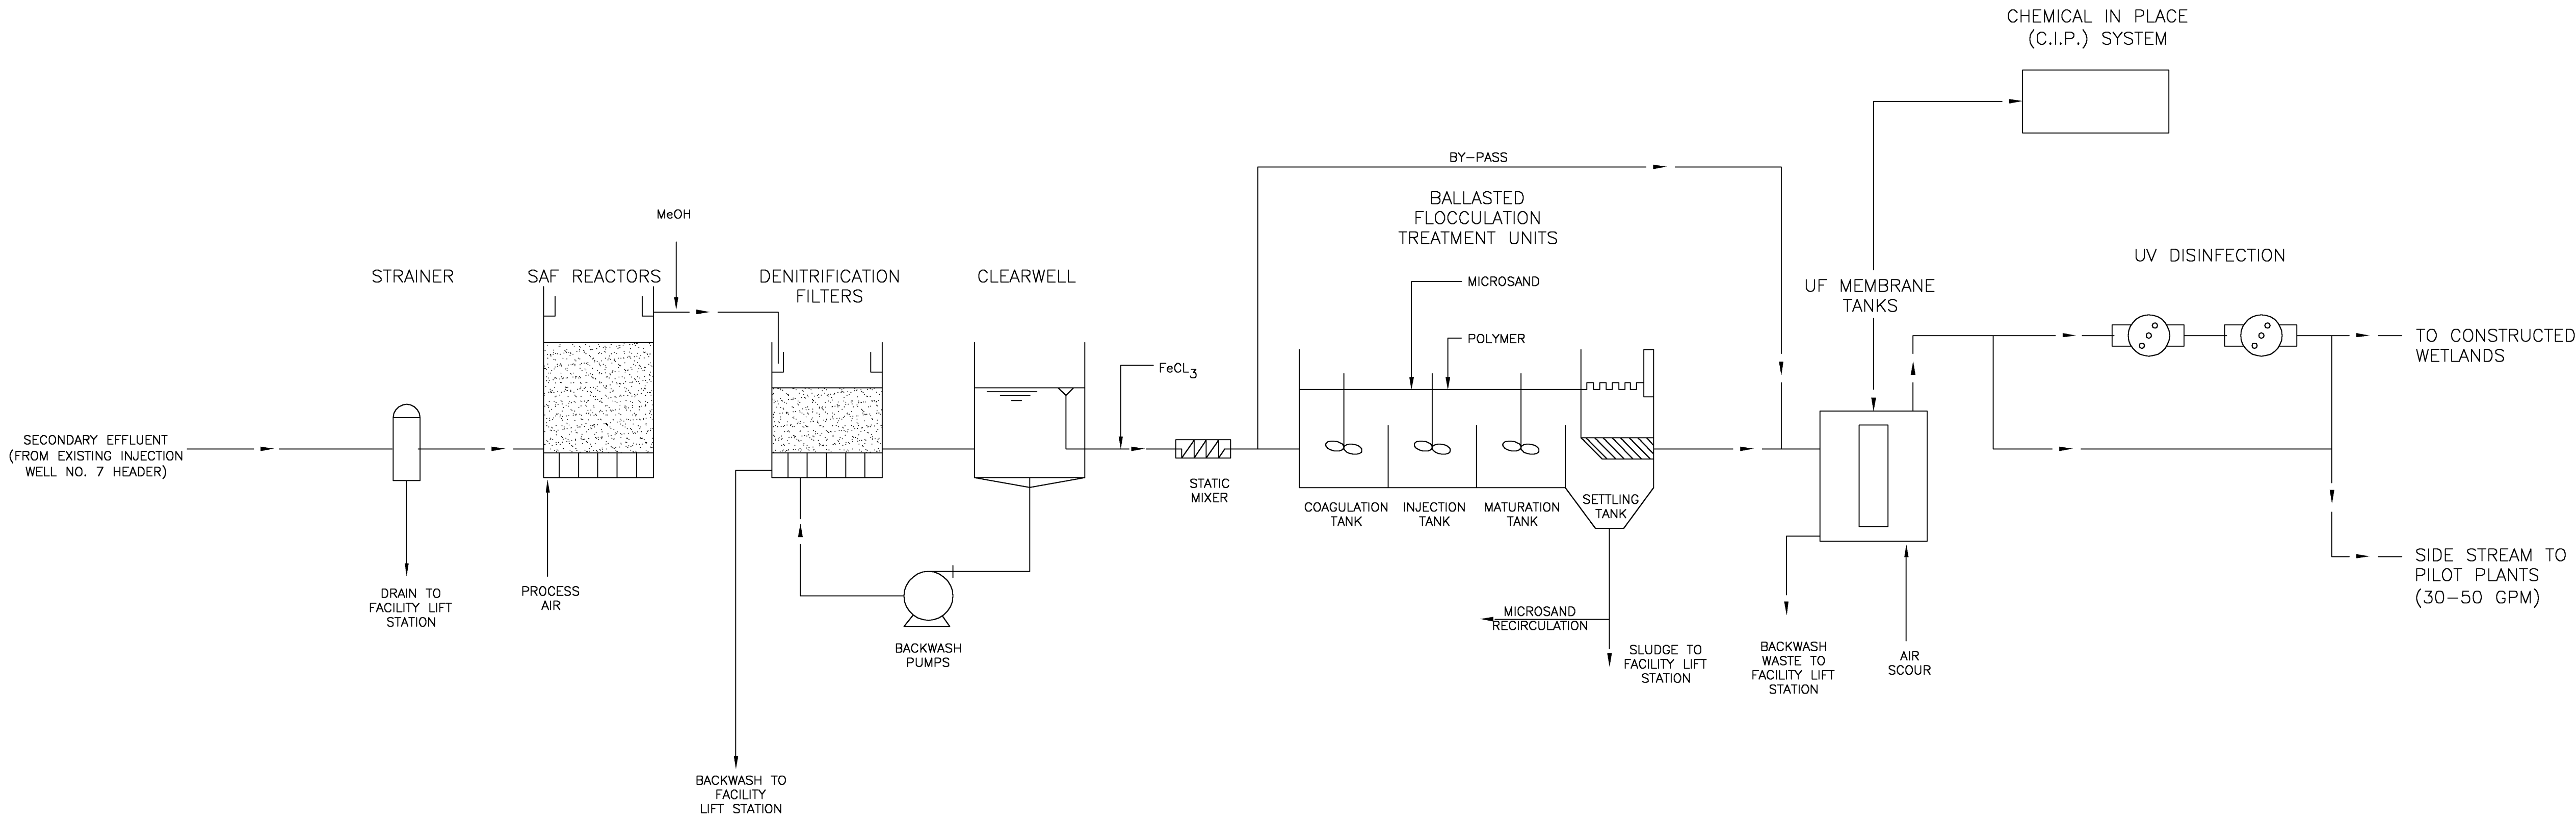 CHEMICAL IN PLACE
(C.I.P.) SYSTEM
BY-PASS
BALLASTED
FLOCCULATION
TREATMENT UNITS
MeOH
UV DISINFECTION
STRAINER
SAF REACTORS
DENITRIFICATION
FILTERS
CLEARWELL
MICROSAND
UF MEMBRANE
TANKS
POLYMER
TO CONSTRUCTED
WETLANDS
FeCL3
SECONDARY EFFLUENT
(FROM EXISTING INJECTION
WELL NO. 7 HEADER)
STATIC
MIXER
COAGULATION
TANK
INJECTION
TANK
MATURATION
TANK
SETTLING
TANK
SIDE STREAM TO
PILOT PLANTS
(30-50 GPM)
DRAIN TO
FACILITY LIFT
STATION
PROCESS
AIR
MICROSAND
RECIRCULATION
BACKWASH
PUMPS
SLUDGE TO
FACILITY LIFT
STATION
BACKWASH
WASTE TO
FACILITY LIFT
STATION
AIR
SCOUR
BACKWASH TO
FACILITY
LIFT STATION